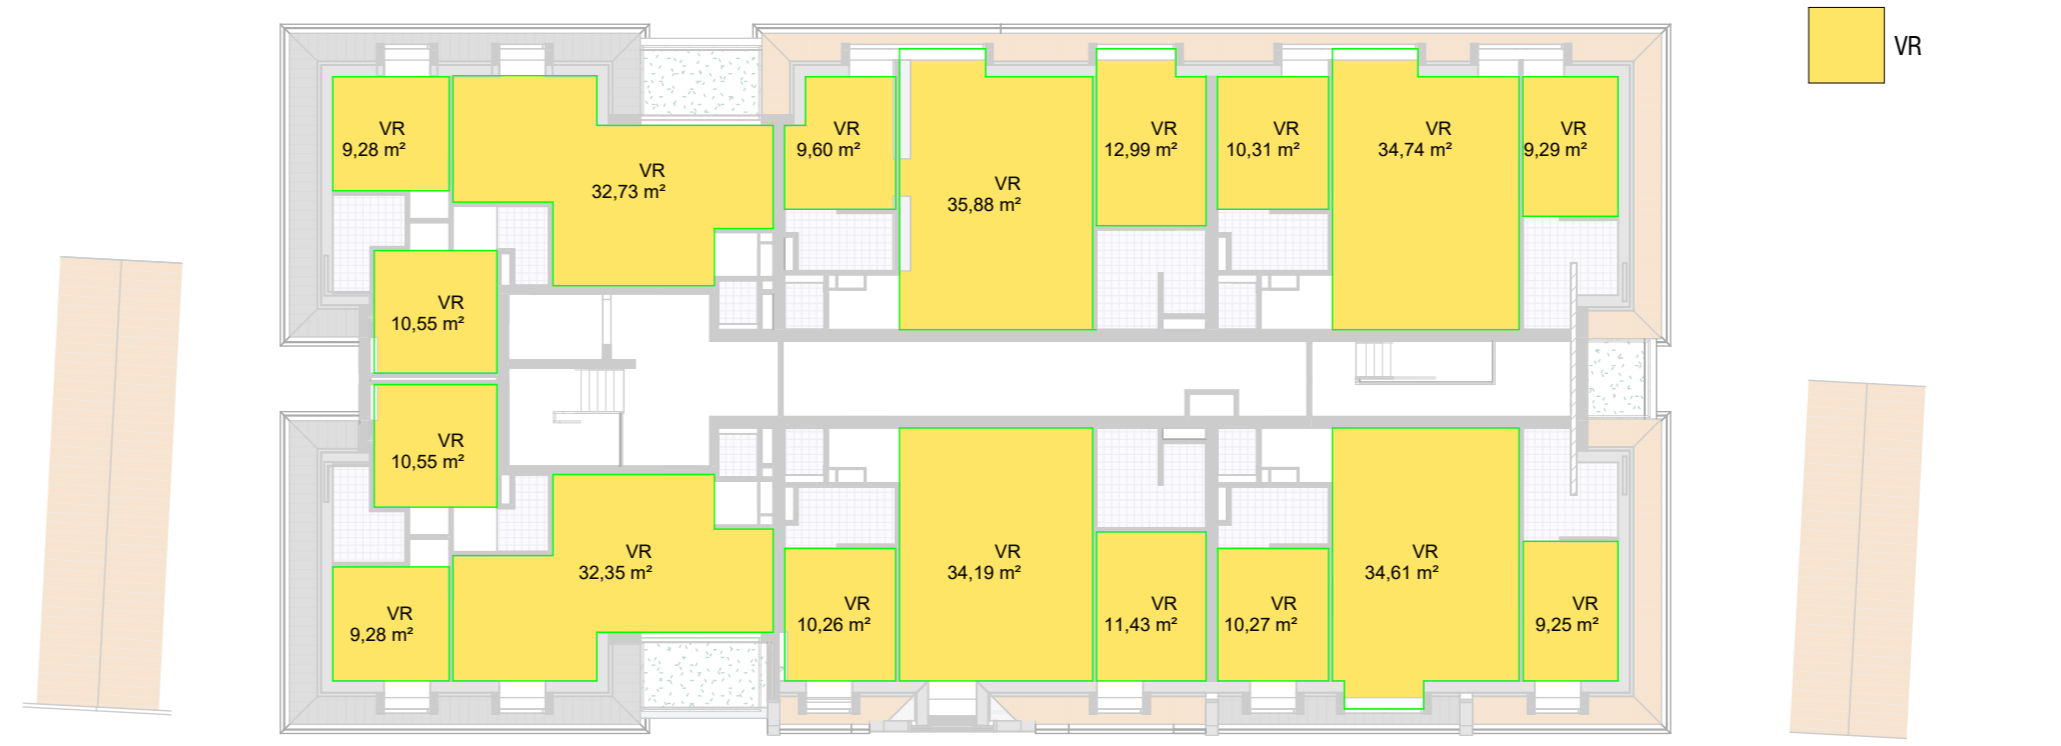 VR
VR
9,28 m²
VR
32,73 m²
VR
9,60 m²
VR
35,88 m²
VR
12,99 m²
VR
10,31 m²
VR
34,74 m²
VR
9,29 m²
VR
10,55 m²
VR
10,55 m²
VR
9,28 m²
VR
32,35 m²
VR
10,26 m²
VR
34,19 m²
VR
11,43 m²
VR
10,27 m²
VR
34,61 m²
VR
9,25 m²